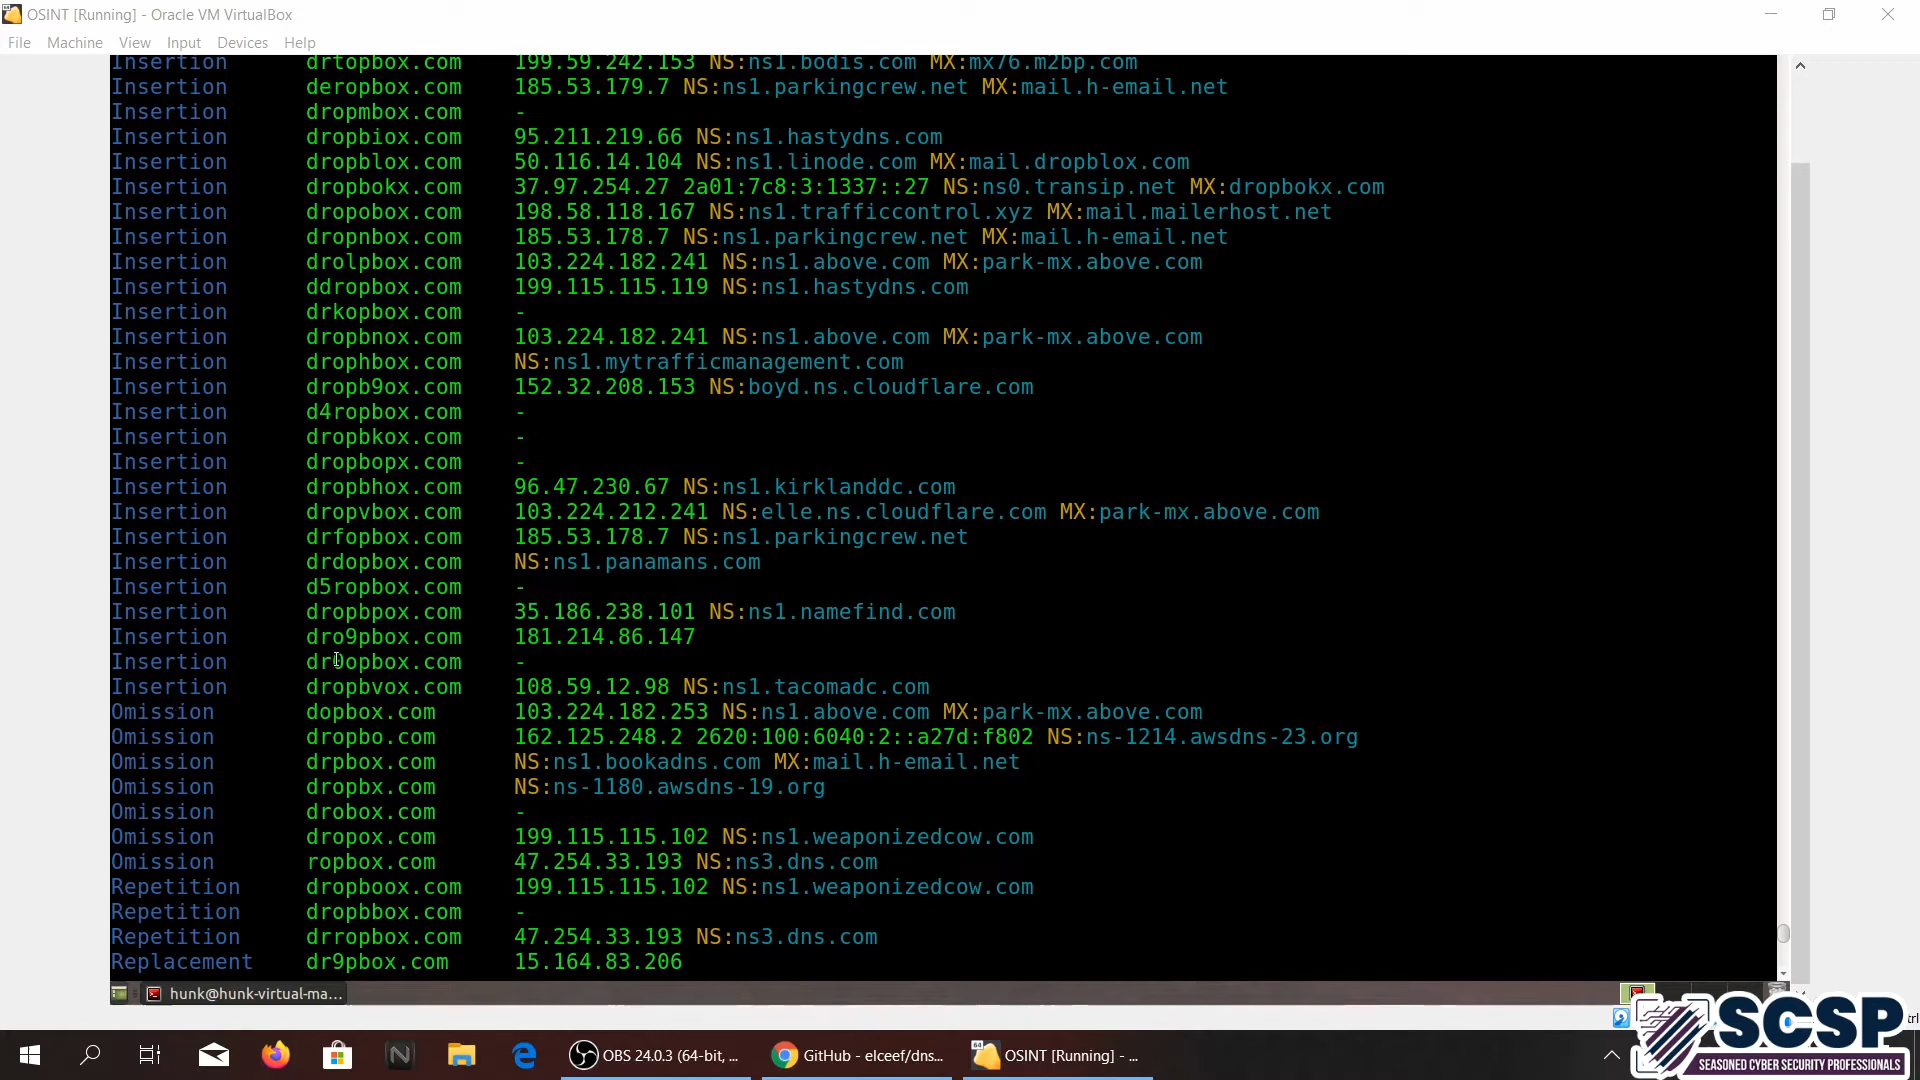 OSINT [Running] - Oracle VM VirtualBox
File Machine View Input Devices Help
Insertion drtopbox.com 199.59.242.153 NS:ns1.bodis.com MX:mx76.m2bp.com
Insertion deropbox.com 185.53.179.7 NS:ns1.parkingcrew.net MX:mail.h-email.net
Insertion dropmbox.com -
Insertion dropbiox.com 95.211.219.66 NS:ns1.hastydns.com
Insertion dropblox.com 50.116.14.104 NS:ns1.linode.com MX:mail.dropblox.com
Insertion dropbokx.com 37.97.254.27 2a01:7c8:3:1337::27 NS:ns0.transip.net MX:dropbokx.com
Insertion dropobox.com 198.58.118.167 NS:ns1.trafficcontrol.xyz MX:mail.mailerhost.net
Insertion dropnbox.com 185.53.178.7 NS:ns1.parkingcrew.net MX:mail.h-email.net
Insertion drolpbox.com 103.224.182.241 NS:ns1.above.com MX:park-mx.above.com
Insertion ddropbox.com 199.115.115.119 NS:ns1.hastydns.com
Insertion drkopbox.com -
Insertion dropbnox.com 103.224.182.241 NS:ns1.above.com MX:park-mx.above.com
Insertion drophbox.com NS:ns1.mytrafficmanagement.com
Insertion dropb9ox.com 152.32.208.153 NS:boyd.ns.cloudflare.com
Insertion d4ropbox.com -
Insertion dropbkox.com -
Insertion dropbopx.com -
Insertion dropbhox.com 96.47.230.67 NS:ns1.kirklanddc.com
Insertion dropvbox.com 103.224.212.241 NS:elle.ns.cloudflare.com MX:park-mx.above.com
Insertion drfopbox.com 185.53.178.7 NS:ns1.parkingcrew.net
Insertion drdopbox.com NS:ns1.panamans.com
Insertion d5ropbox.com -
Insertion dropbpox.com 35.186.238.101 NS:ns1.namefind.com
Insertion dro9pbox.com 181.214.86.147
Insertion dr0opbox.com -
Insertion dropbvox.com 108.59.12.98 NS:ns1.tacomadc.com
Omission dopbox.com 103.224.182.253 NS:ns1.above.com MX:park-mx.above.com
Omission dropbo.com 162.125.248.2 2620:100:6040:2::a27d:f802 NS:ns-1214.awsdns-23.org
Omission drpbox.com NS:ns1.bookadns.com MX:mail.h-email.net
Omission dropbx.com NS:ns-1180.awsdns-19.org
Omission drobox.com -
Omission dropox.com 199.115.115.102 NS:ns1.weaponizedcow.com
Omission ropbox.com 47.254.33.193 NS:ns3.dns.com
Repetition dropboox.com 199.115.115.102 NS:ns1.weaponizedcow.com
Repetition dropbbox.com -
Repetition drropbox.com 47.254.33.193 NS:ns3.dns.com
Replacement dr9pbox.com 15.164.83.206
hunk@hunk-virtual-ma...
SCSP
SEASONED CYBER SECURITY PROFESSIONALS
OBS 24.0.3 (64-bit, ... GitHub - elceef/dns... OSINT [Running] - ...